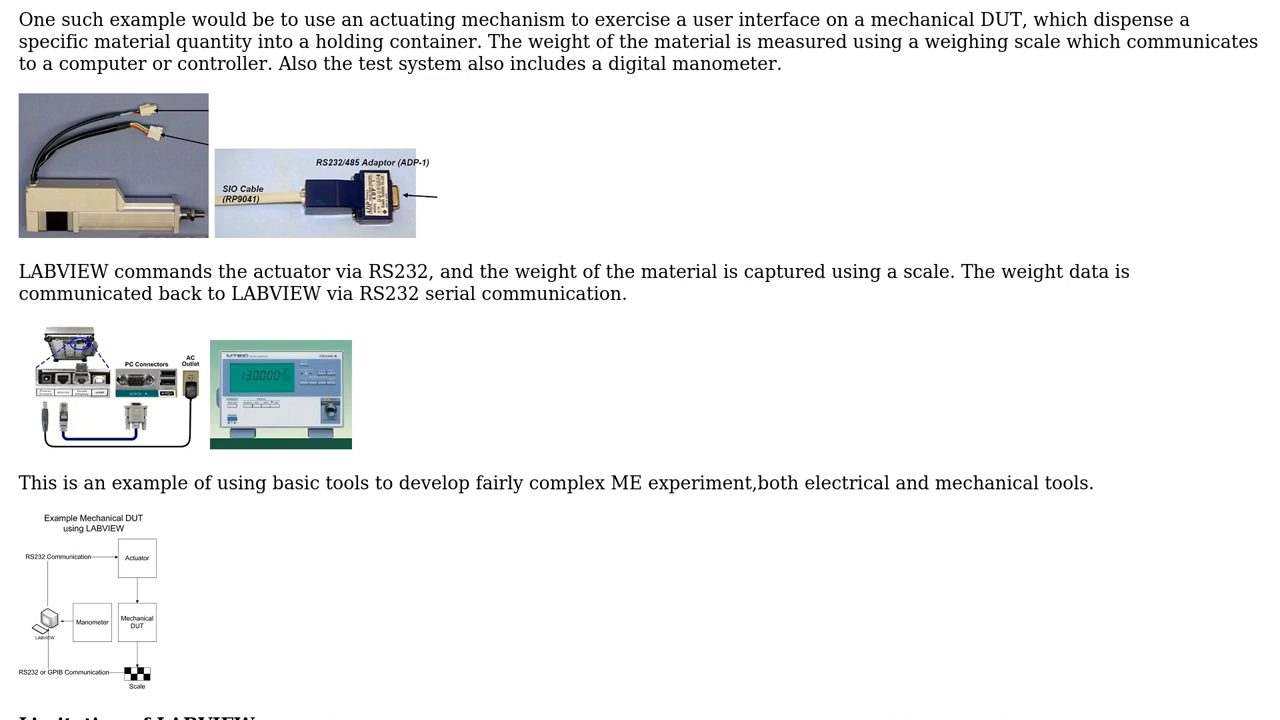 One such example would be to use an actuating mechanism to exercise a user interface on a mechanical DUT, which dispense a
specific material quantity into a holding container. The weight of the material is measured using a weighing scale which communicates
to a computer or controller. Also the test system also includes a digital manometer.
RS232/485 Adaptor (ADP-1)
SIO Cable
(RP9041)
LABVIEW commands the actuator via RS232, and the weight of the material is captured using a scale. The weight data is
communicated back to LABVIEW via RS232 serial communication.
AC
Outlet
PC Connectors
130.000
This is an example of using basic tools to develop fairly complex ME experiment,both electrical and mechanical tools.
Example Mechanical DUT
using LABVIEW
RS232 Communication
Actuator
Manometer
Mechanical
DUT
LABVIEW
RS232 or GPIB Communication
Scale